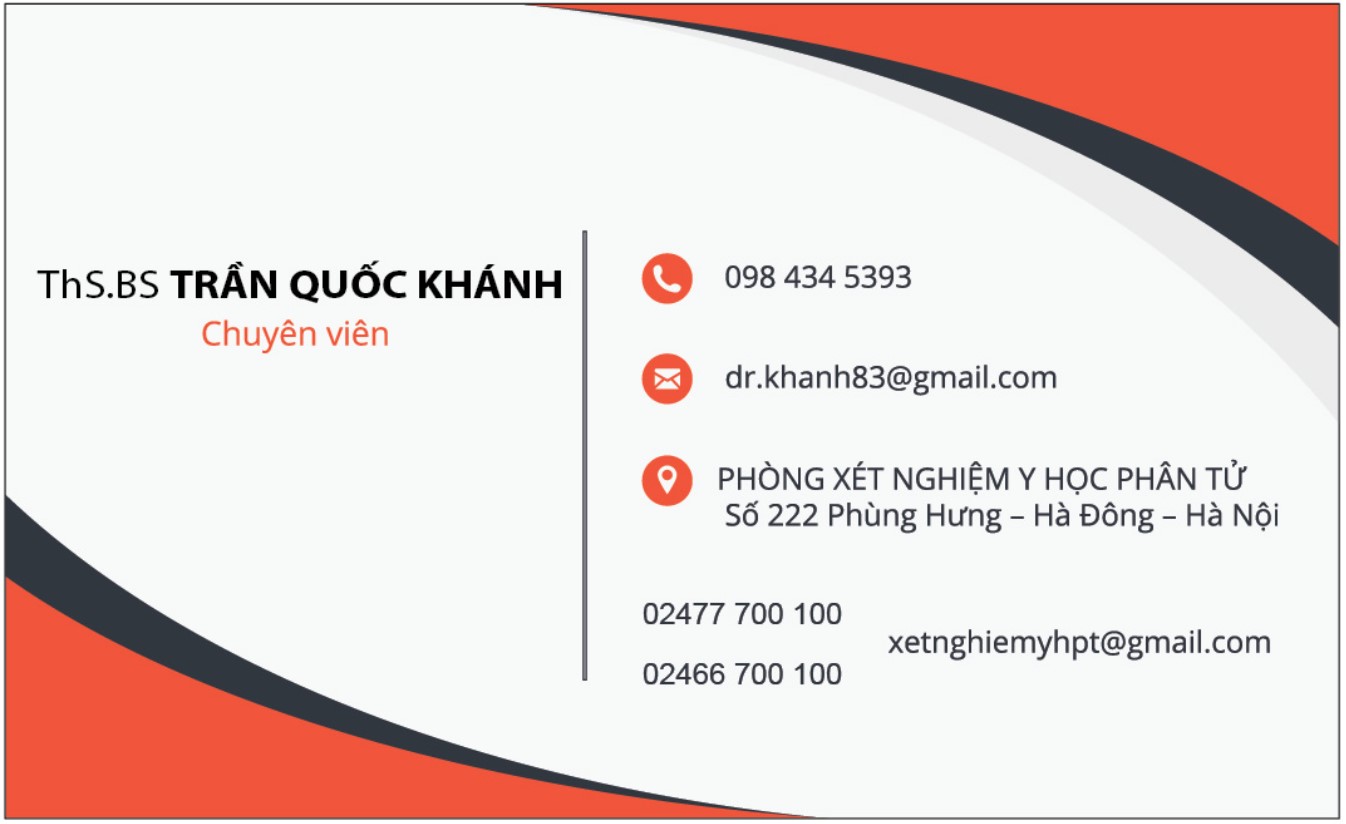 ThS.BS TRẦN QUỐC KHÁNH
Chuyên viên
098 434 5393
dr.khanh83@gmail.com
PHÒNG XÉT NGHIỆM Y HỌC PHÂN TỬ
Số 222 Phùng Hưng – Hà Đông – Hà Nội
02477 700 100
xetnghiemyhpt@gmail.com
02466 700 100